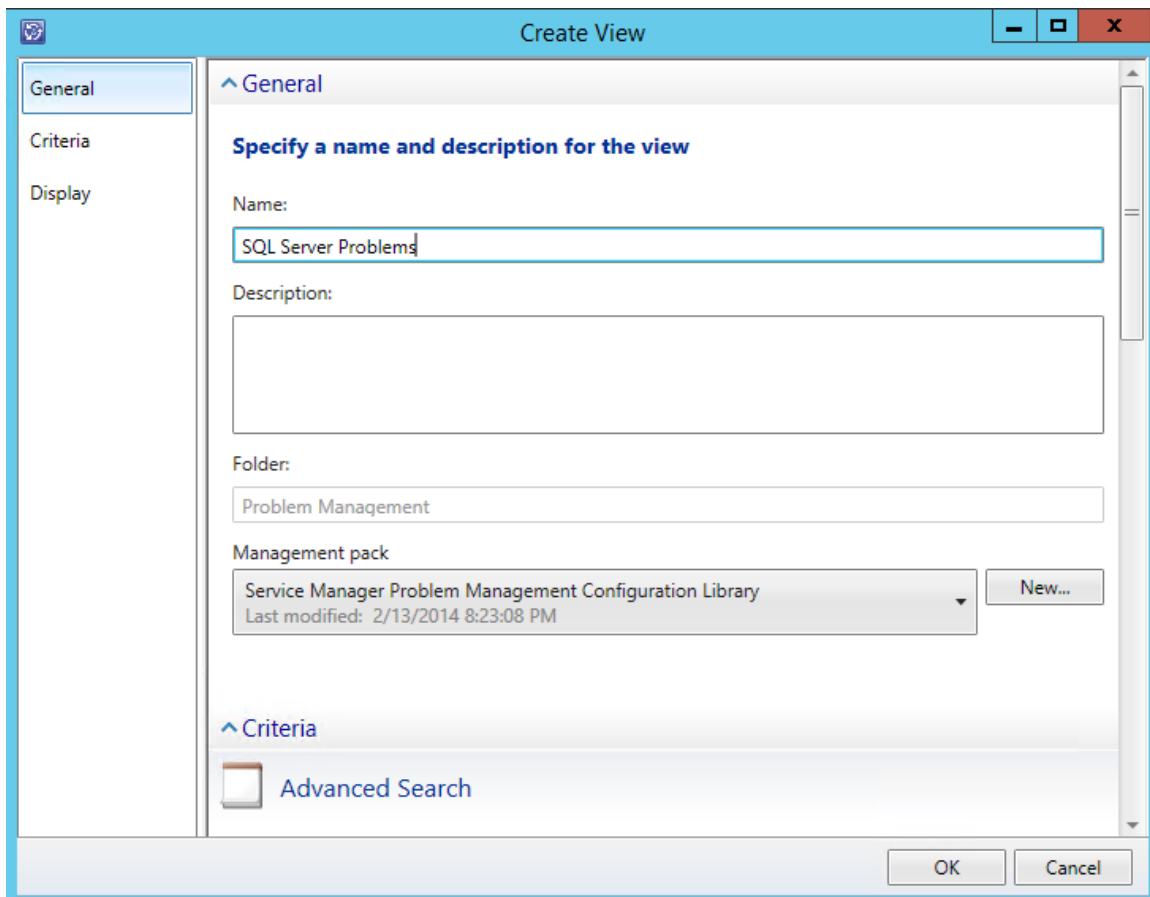 Create View
General
Criteria
Display
General
Specify a name and description for the view
Name:
SQL Server Problems
Description:
Folder:
Problem Management
Management pack
Service Manager Problem Management Configuration Library
Last modified: 2/13/2014 8:23:08 PM
New...
Criteria
Advanced Search
OK
Cancel